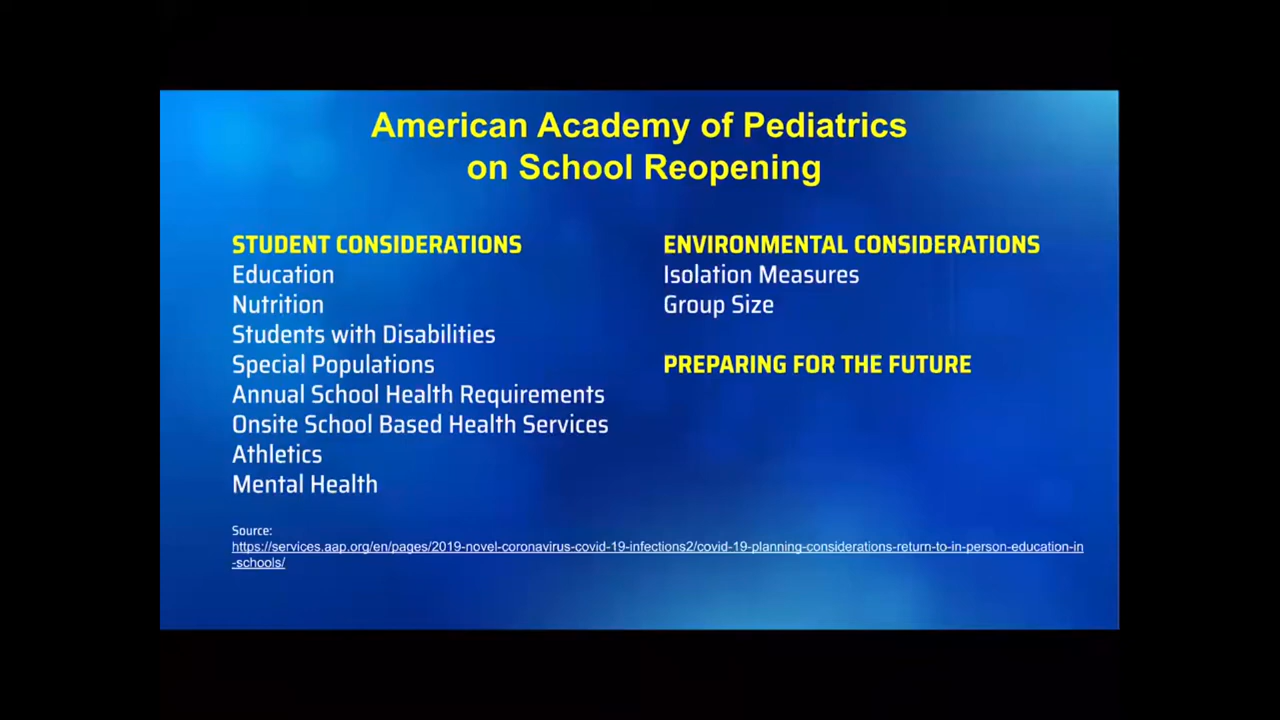 American Academy of Pediatrics
on School Reopening
STUDENT CONSIDERATIONS
Education
Nutrition
Students with Disabilities
Special Populations
Annual School Health Requirements
Onsite School Based Health Services
Athletics
Mental Health
ENVIRONMENTAL CONSIDERATIONS
Isolation Measures
Group Size
PREPARING FOR THE FUTURE
Source:
https://services.aap.org/en/pages/2019-novel-coronavirus-covid-19-infections2/covid-19-planning-considerations-return-to-in-person-education-in
-schools/